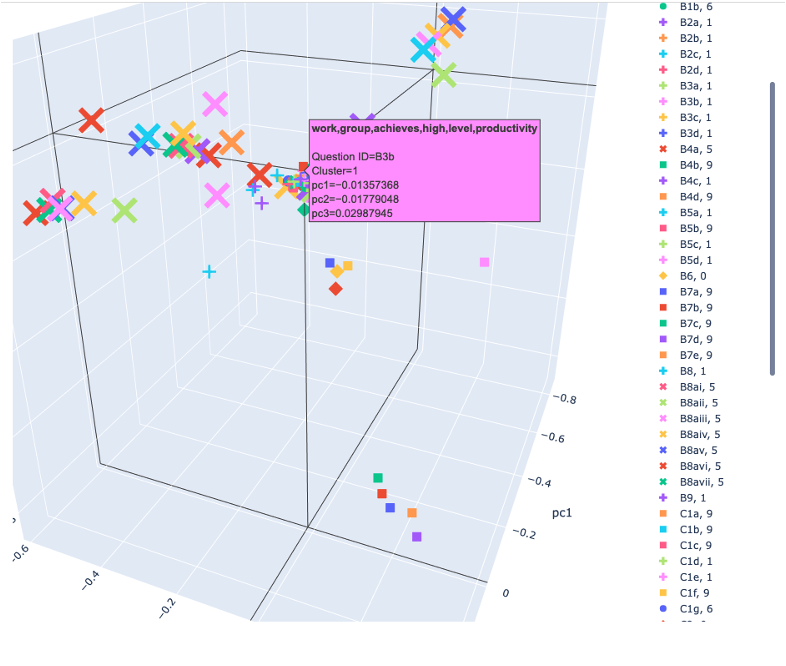 work,group,achieves,high,level,productivity
Question ID=B3b
Cluster=1
pc1=−0.01357368
pc2=−0.01779048
pc3=0.02987945
−0.8
−0.6
−0.4
−0.2
0
pc1
−0.6
−0.4
−0.2
B1b, 6
B2a, 1
B2b, 1
B2c, 1
B2d, 1
B3a, 1
B3b, 1
B3c, 1
B3d, 1
B4a, 5
B4b, 9
B4c, 1
B4d, 9
B5a, 1
B5b, 9
B5c, 1
B5d, 1
B6, 0
B7a, 9
B7b, 9
B7c, 9
B7d, 9
B7e, 9
B8, 1
B8ai, 5
B8aii, 5
B8aiii, 5
B8aiv, 5
B8av, 5
B8avi, 5
B8avii, 5
B9, 1
C1a, 9
C1b, 9
C1c, 9
C1d, 1
C1e, 1
C1f, 9
C1g, 6